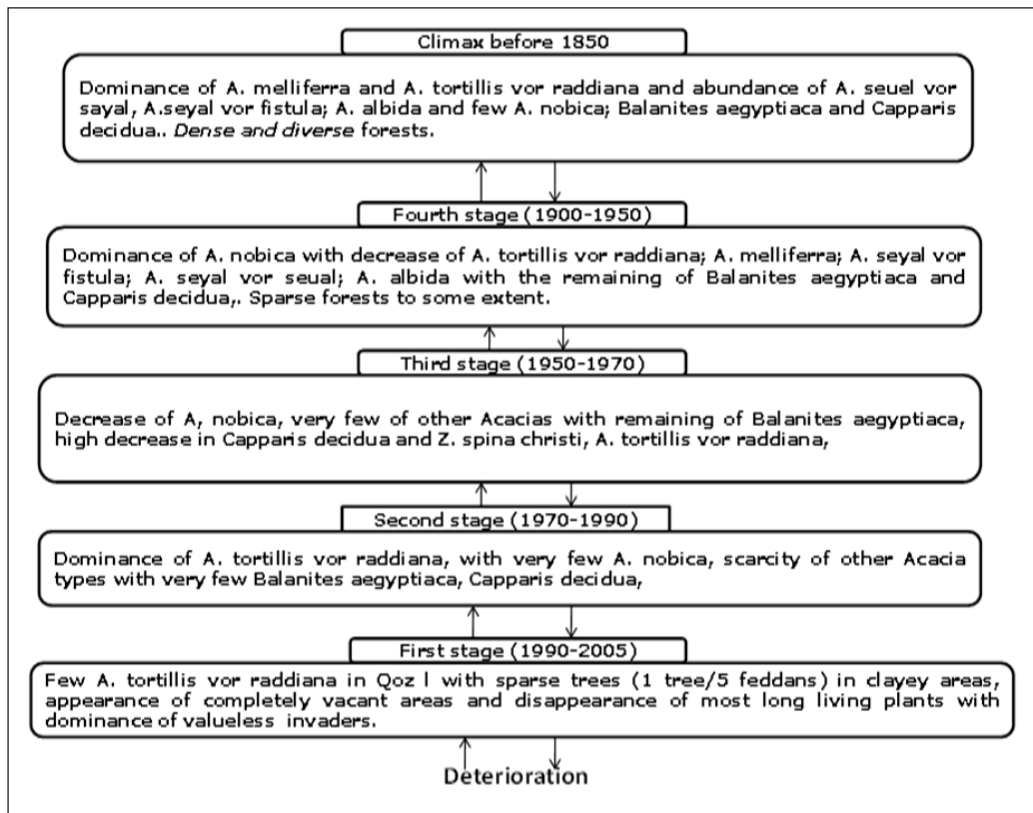 Climax before 1850
Dominance of A. melliferra and A. tortillis vor raddiana and abundance of A. seuel vor
sayal, A.seyal vor fistula; A. albida and few A. nobica; Balanites aegyptiaca and Capparis
decidua.. Dense and diverse forests.
Fourth stage (1900-1950)
Dominance of A. nobica with decrease of A. tortillis vor raddiana; A. melliferra; A. seyal vor
fistula; A. seyal vor seual; A. albida with the remaining of Balanites aegyptiaca and
Capparis decidua,. Sparse forests to some extent.
Third stage (1950-1970)
Decrease of A, nobica, very few of other Acacias with remaining of Balanites aegyptiaca,
high decrease in Capparis decidua and Z. spina christi, A. tortillis vor raddiana,
Second stage (1970-1990)
Dominance of A. tortillis vor raddiana, with very few A. nobica, scarcity of other Acacia
types with very few Balanites aegyptiaca, Capparis decidua,
First stage (1990-2005)
Few A. tortillis vor raddiana in Qoz l with sparse trees (1 tree/5 feddans) in clayey areas,
appearance of completely vacant areas and disappearance of most long living plants with
dominance of valueless invaders.
Deterioration